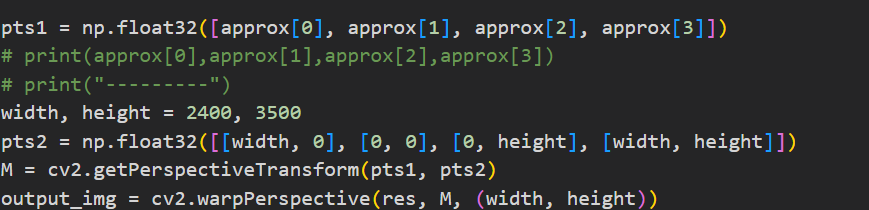 pts1 = np.float32([approx[0], approx[1], approx[2], approx[3]])
# print(approx[0],approx[1],approx[2],approx[3])
# print("---------")
width, height = 2400, 3500
pts2 = np.float32([[width, 0], [0, 0], [0, height], [width, height]])
M = cv2.getPerspectiveTransform(pts1, pts2)
output_img = cv2.warpPerspective(res, M, (width, height))